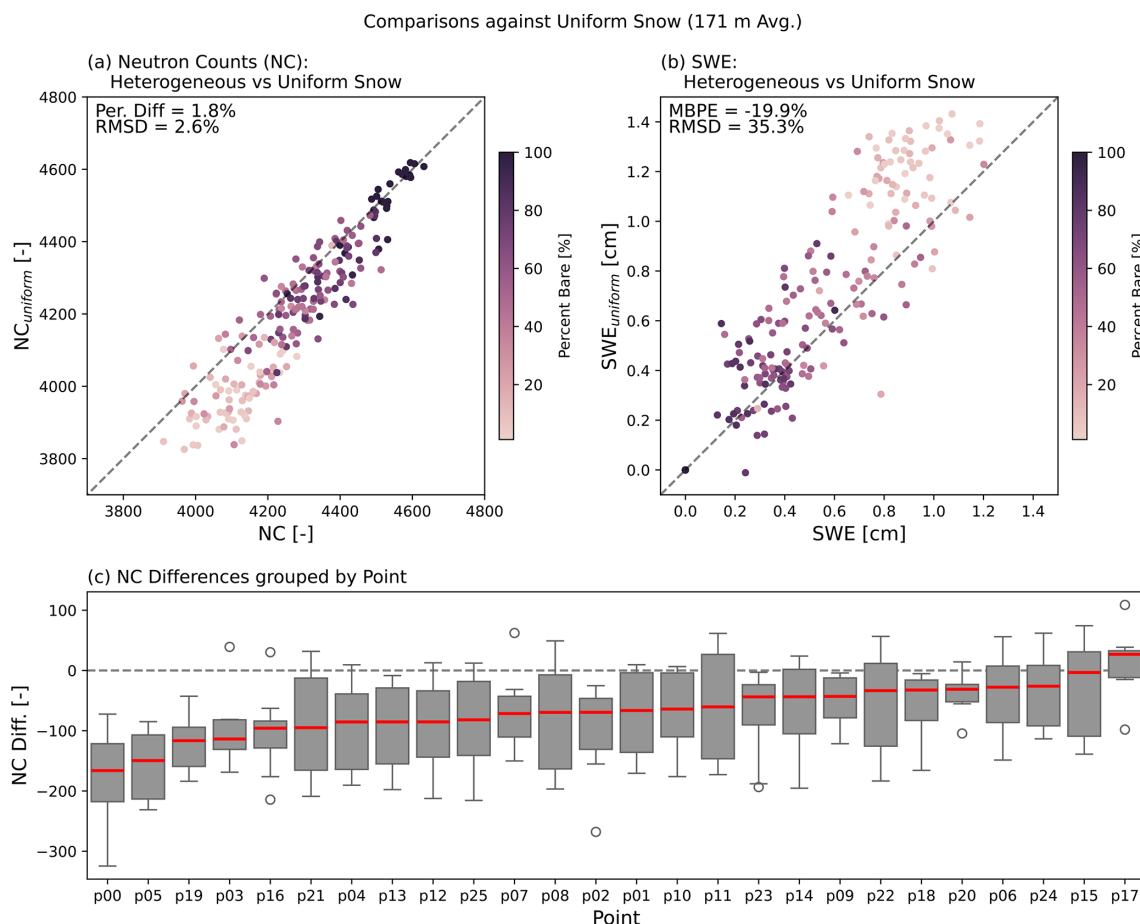 Comparisons against Uniform Snow (171 m Avg.)
(a) Neutron Counts (NC):
Heterogeneous vs Uniform Snow
Per. Diff = 1.8%
RMSD = 2.6%
4800
4600
4400
4200
4000
3800
NC_uniform [-]
3800 4000 4200 4400 4600 4800
NC [-]
100
80
60
40
20
Percent Bare [%]
(b) SWE:
Heterogeneous vs Uniform Snow
MBPE = -19.9%
RMSD = 35.3%
1.4
1.2
1.0
0.8
0.6
0.4
0.2
0.0
SWE_uniform [cm]
0.0 0.2 0.4 0.6 0.8 1.0 1.2 1.4
SWE [cm]
100
80
60
40
20
Percent Bare [%]
(c) NC Differences grouped by Point
100
0
−100
−200
−300
NC Diff. [-]
p00 p05 p19 p03 p16 p21 p04 p13 p12 p25 p07 p08 p02 p01 p10 p11 p23 p14 p09 p22 p18 p20 p06 p24 p15 p17
Point